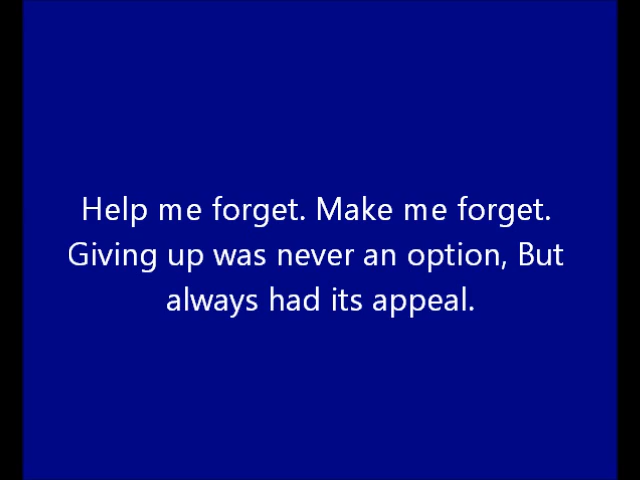 Help me forget. Make me forget.
Giving up was never an option, But
always had its appeal.